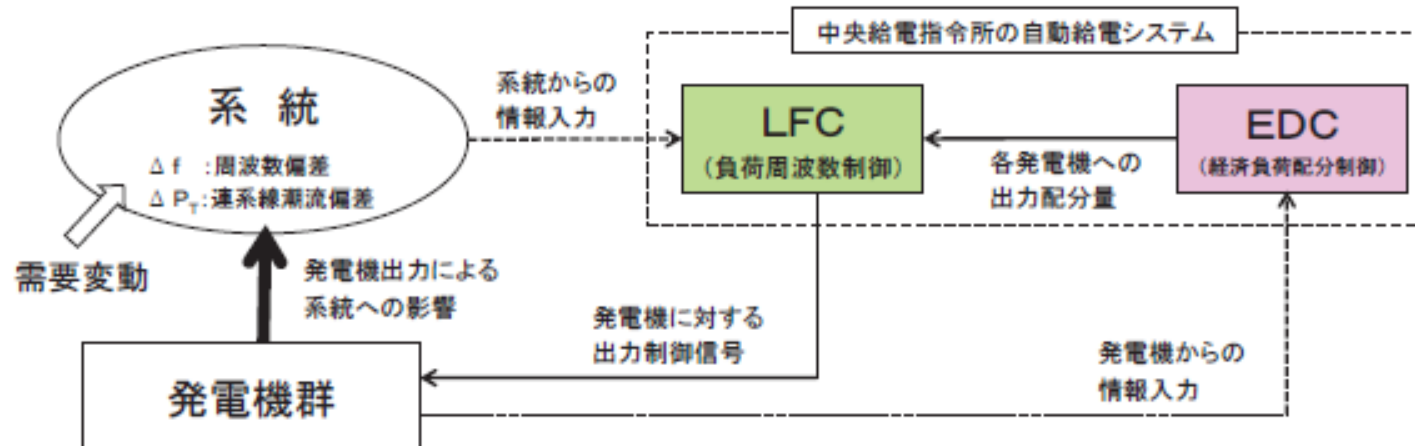 中央給電指令所の自動給電システム
系統からの
情報入力
系 統
Δf :周波数偏差
ΔPT:連系線潮流偏差
LFC
(負荷周波数制御)
EDC
(経済負荷配分制御)
各発電機への
出力配分量
需要変動
発電機出力による
系統への影響
発電機に対する
出力制御信号
発電機からの
情報入力
発電機群